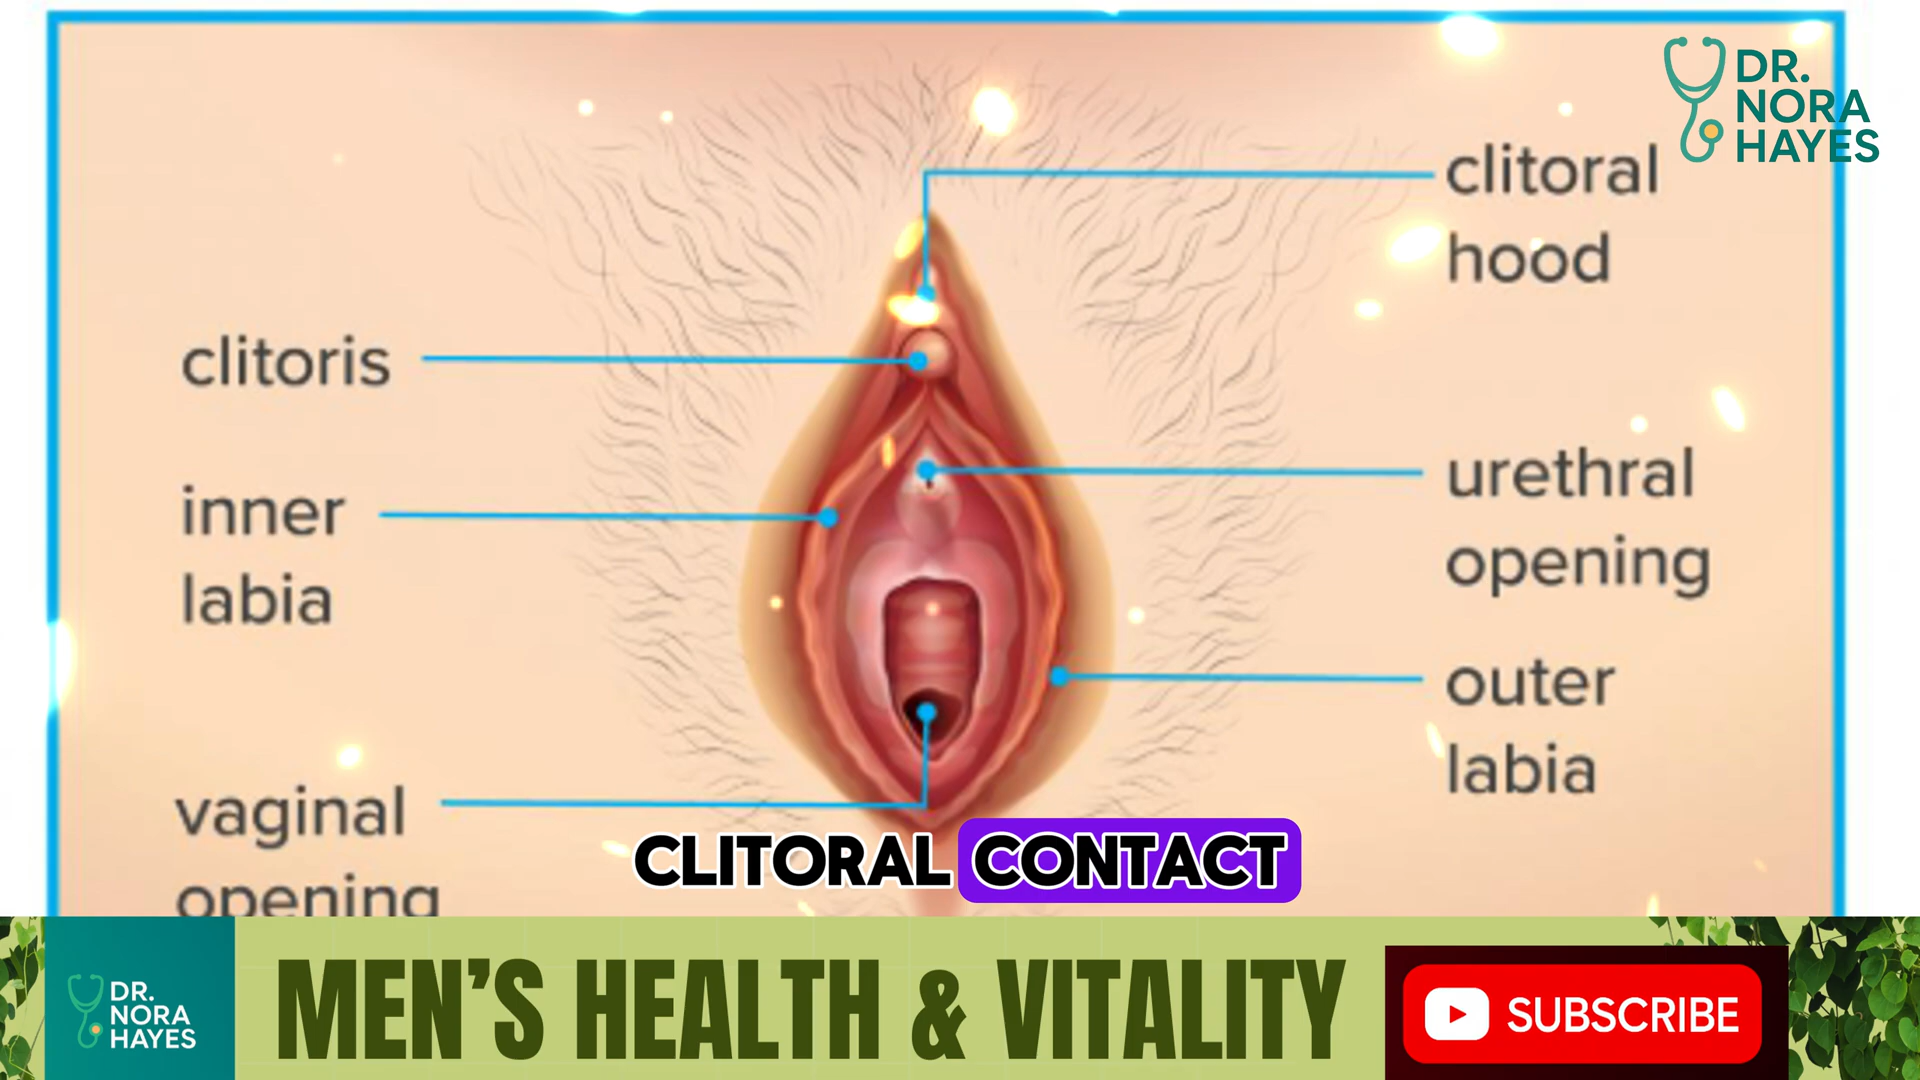 DR.
NORA
HAYES
clitoral
hood
clitoris
inner
labia
urethral
opening
outer
labia
vaginal
opening
CLITORAL CONTACT
DR.
NORA
HAYES
MEN'S HEALTH & VITALITY
SUBSCRIBE